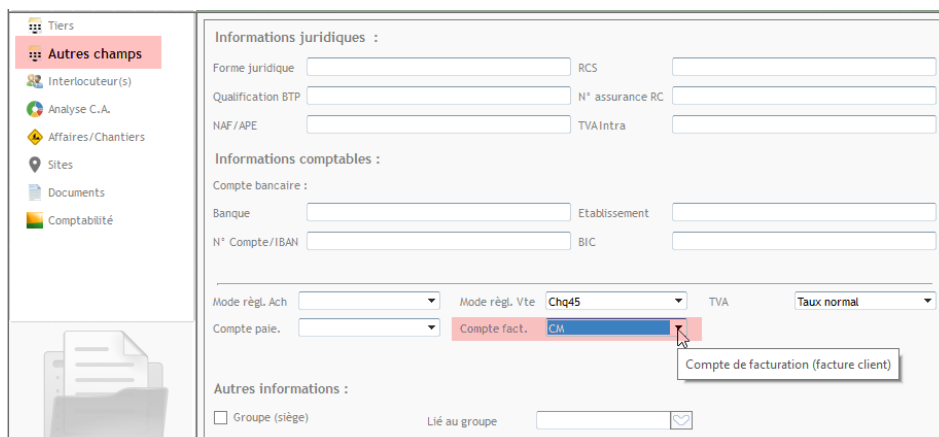 Tiers
Autres champs
Interlocuteur(s)
Analyse C.A.
Affaires/Chantiers
Sites
Documents
Comptabilité
Informations juridiques :
Forme juridique RCS
Qualification BTP N° assurance RC
NAF/APE TVA Intra
Informations comptables :
Compte bancaire :
Banque Etablissement
N° Compte/IBAN BIC
Mode règl. Ach Mode règl. Vte Chq45 TVA Taux normal
Compte paie. Compte fact. CM
Compte de facturation (facture client)
Autres informations :
Groupe (siège) Lié au groupe